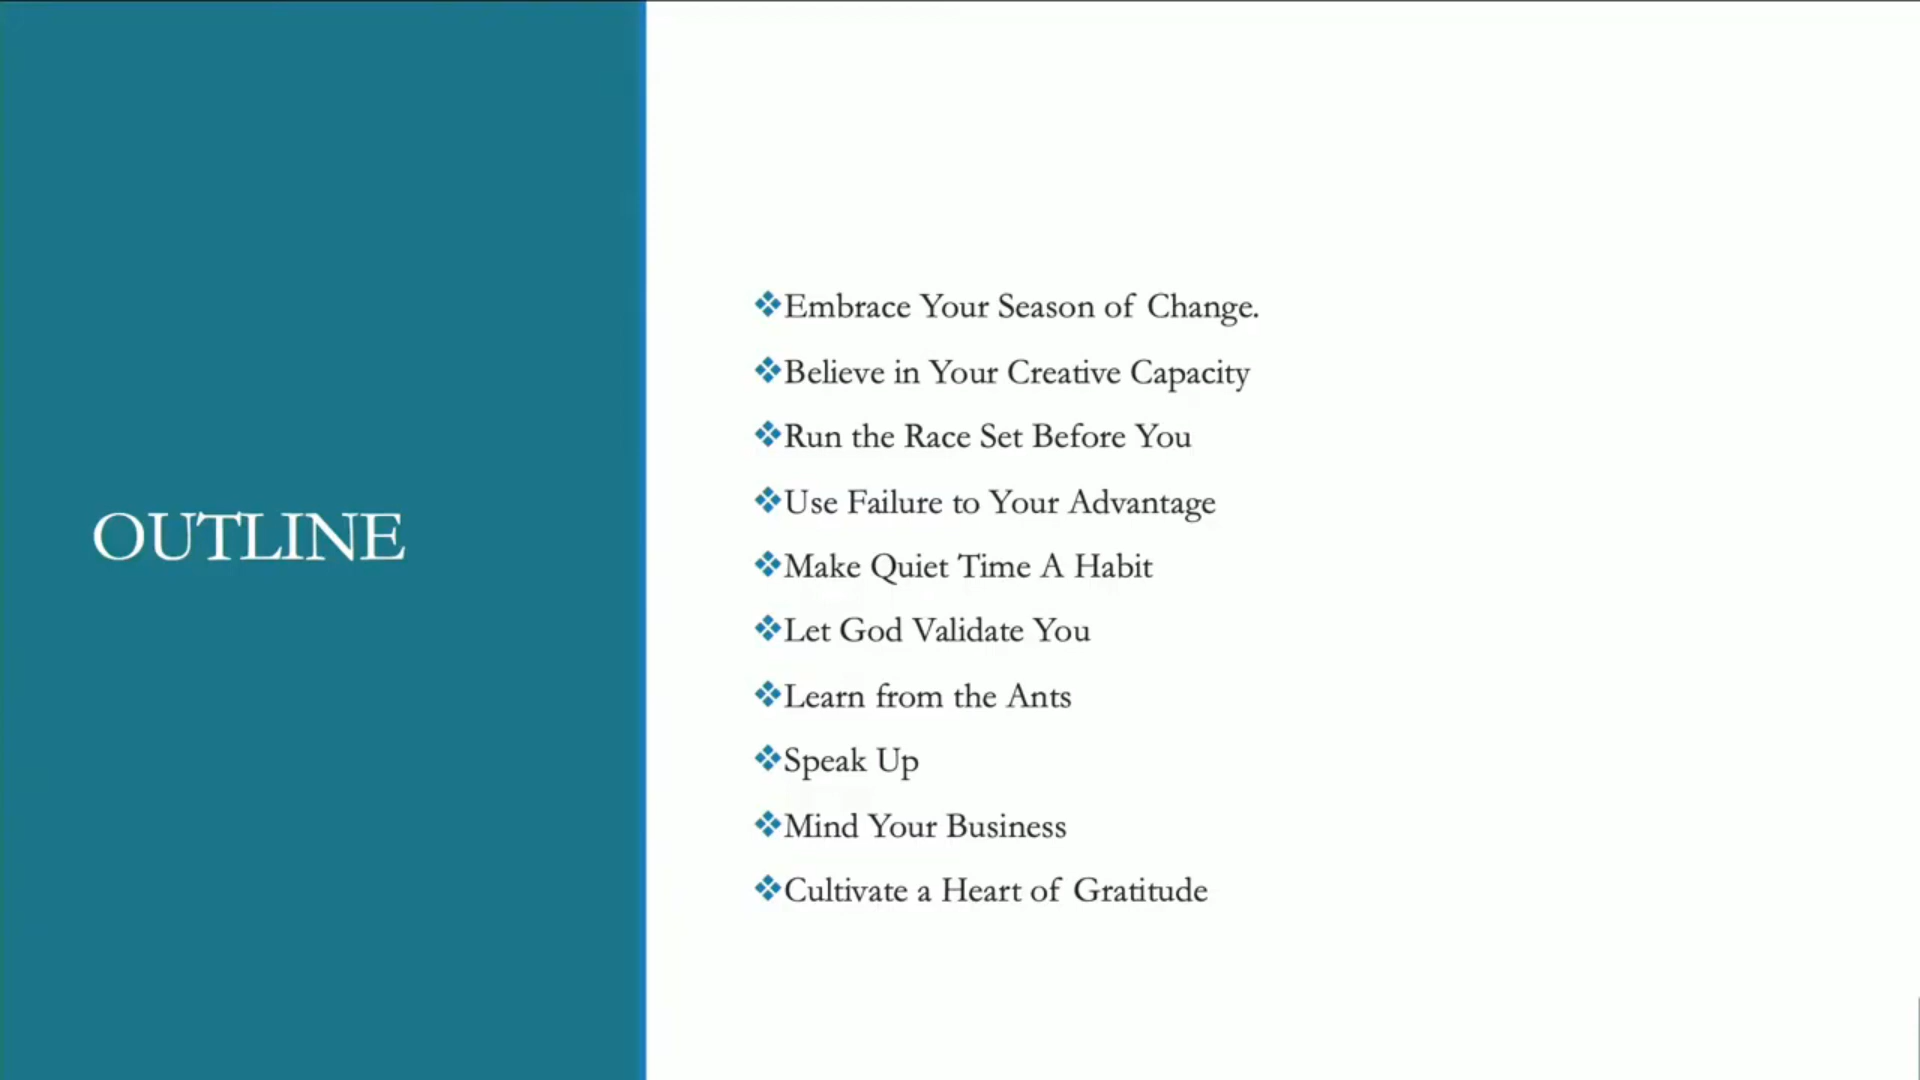 OUTLINE
❖Embrace Your Season of Change.
❖Believe in Your Creative Capacity
❖Run the Race Set Before You
❖Use Failure to Your Advantage
❖Make Quiet Time A Habit
❖Let God Validate You
❖Learn from the Ants
❖Speak Up
❖Mind Your Business
❖Cultivate a Heart of Gratitude